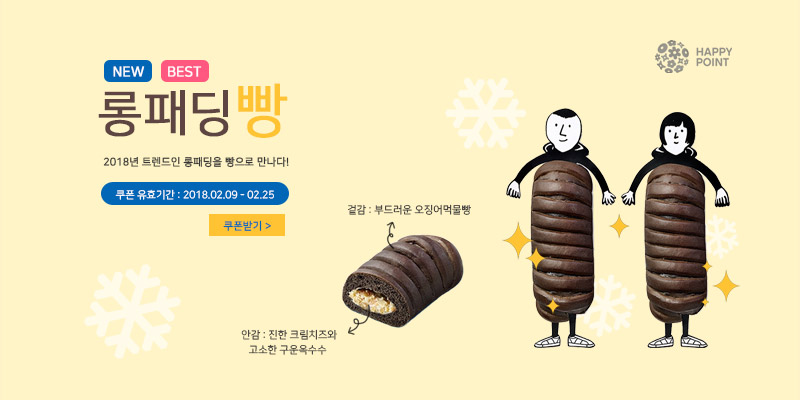 HAPPY
POINT
NEW
BEST
롱패딩빵
2018년 트렌드인 롱패딩을 빵으로 만나다!
쿠폰 유효기간 : 2018.02.09 - 02.25
쿠폰받기 >
겉감 : 부드러운 오징어먹물빵
안감 : 진한 크림치즈와
고소한 구운옥수수